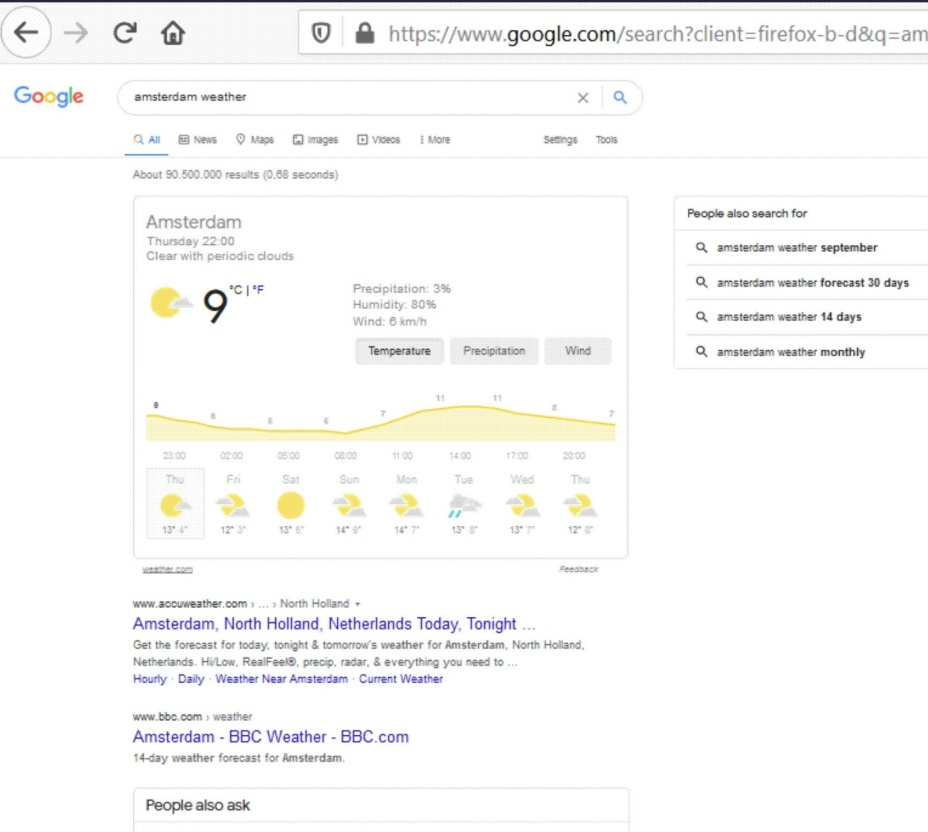 https://www.google.com/search?client=firefox-b-d&q=am
Google
amsterdam weather
All News Maps Images Videos More Settings Tools
About 90.500.000 results (0,68 seconds)
Amsterdam
Thursday 22:00
Clear with periodic clouds
9 °C | °F
Precipitation: 3%
Humidity: 80%
Wind: 6 km/h
Temperature Precipitation Wind
9 6 6 7 11 11 8 7
23:00 02:00 05:00 08:00 11:00 14:00 17:00 20:00
Thu Fri Sat Sun Mon Tue Wed Thu
13° 4° 12° 3° 13° 14° 9° 14° 7° 13° 13° 7° 12°
weather.com Feedback
People also search for
amsterdam weather september
amsterdam weather forecast 30 days
amsterdam weather 14 days
amsterdam weather monthly
www.accuweather.com › ... › North Holland
Amsterdam, North Holland, Netherlands Today, Tonight ...
Get the forecast for today, tonight & tomorrow's weather for Amsterdam, North Holland,
Netherlands. Hi/Low, RealFeel®, precip, radar, & everything you need to ...
Hourly · Daily · Weather Near Amsterdam · Current Weather
www.bbc.com › weather
Amsterdam - BBC Weather - BBC.com
14-day weather forecast for Amsterdam.
People also ask